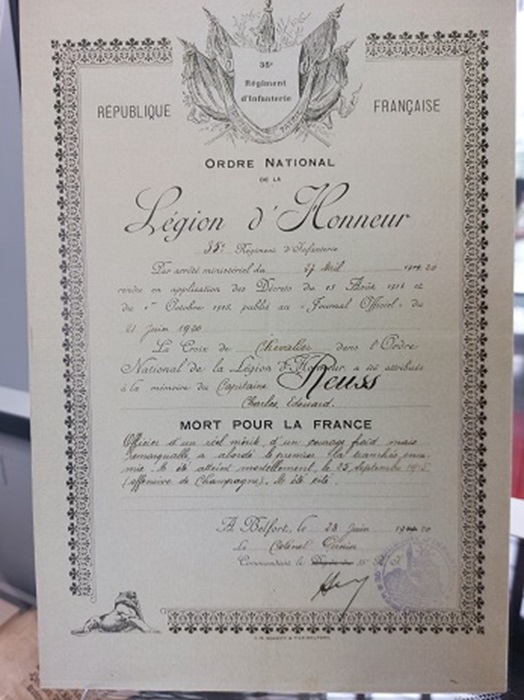 35e
Régiment
d'Infanterie
RÉPUBLIQUE FRANÇAISE
ORDRE NATIONAL
DE LA
Légion d'Honneur
35e Régiment d'Infanterie
Par arrêté ministériel du 27 Mai 1920
rendu en application des Décrets du 13 Août 1914 et
du 1er Octobre 1918, publié au "Journal Officiel" du
21 Juin 1920
La Croix de Chevalier dans l'Ordre
National de la Légion d'Honneur, a été attribuée
à la mémoire du Capitaine Reuss
Charles, Edouard.
MORT POUR LA FRANCE
Officier d'un réel mérite, d'un courage froid mais
remarquable, a abordé le premier la tranchée enne-
mie. A été atteint mortellement, le 25 Septembre 1915
(offensive de Champagne). A été cité.
A Belfort, le 28 Juin 1920
Le Colonel
Commandant le 35e R.I.